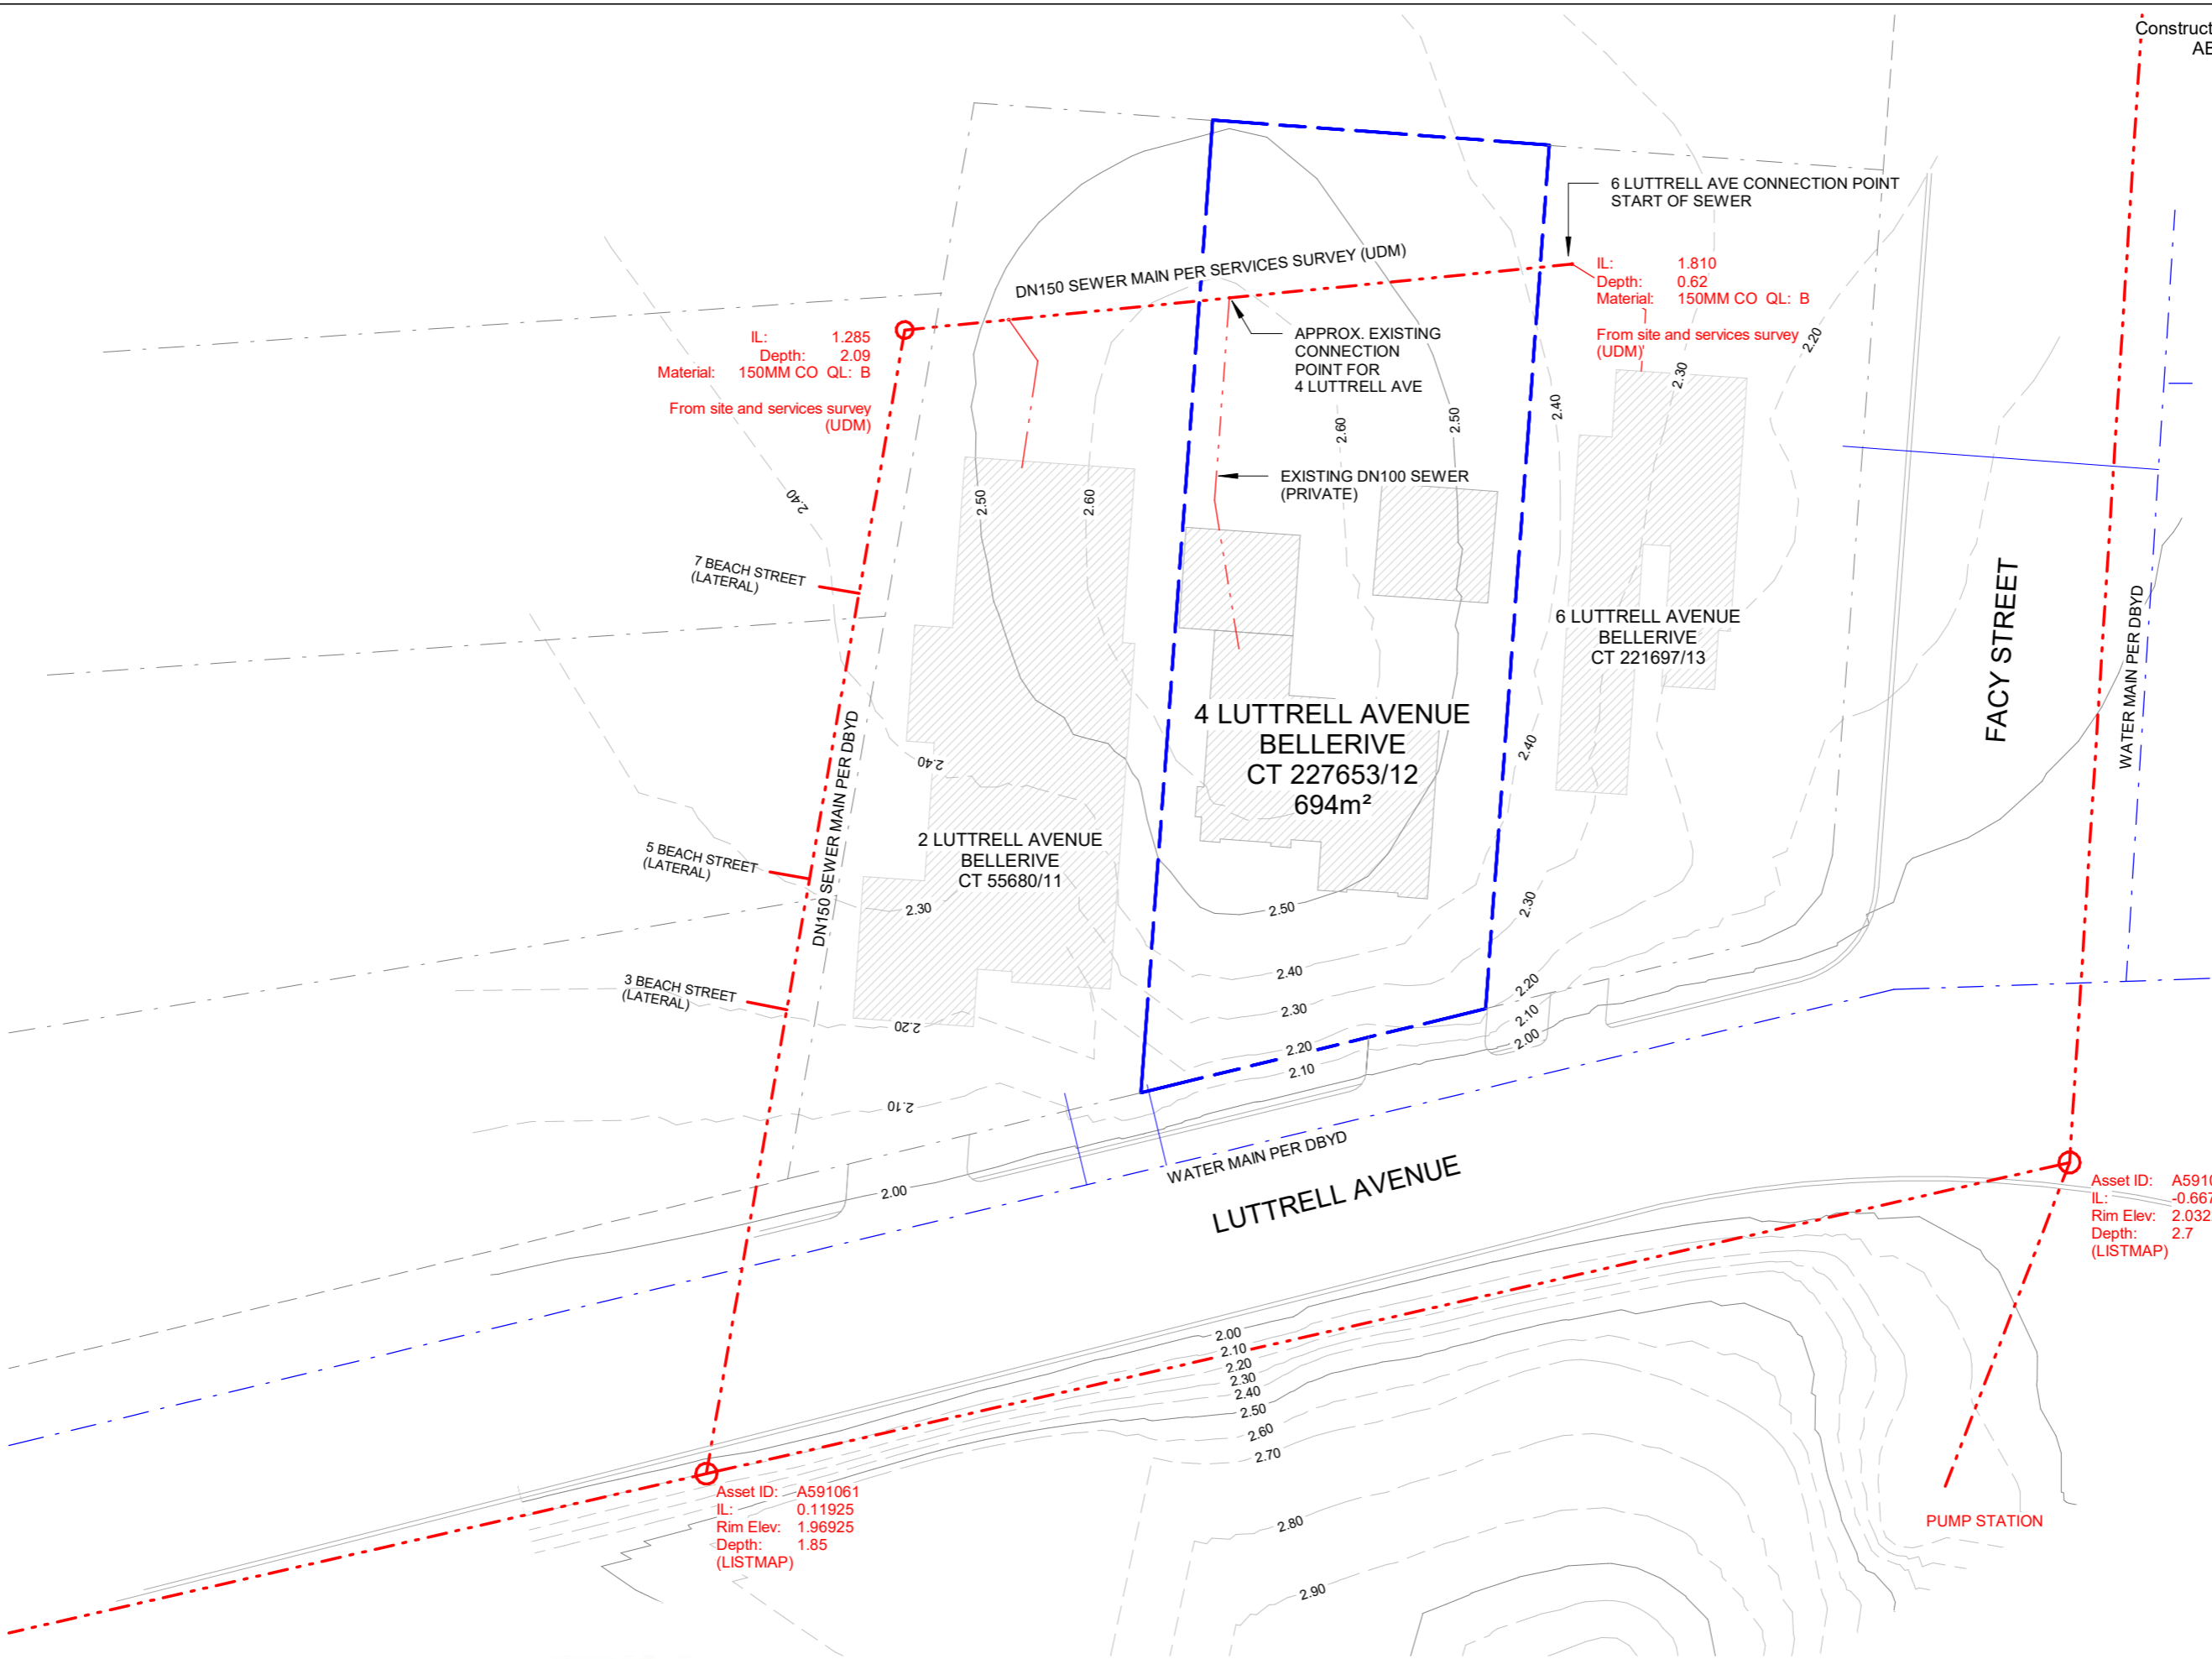 Construct
AE
6 LUTTRELL AVE CONNECTION POINT
START OF SEWER
DN150 SEWER MAIN PER SERVICES SURVEY (UDM)
IL: 1.810
Depth: 0.62
Material: 150MM CO QL: B
From site and services survey
(UDM)
IL: 1.285
Depth: 2.09
Material: 150MM CO QL: B
From site and services survey
(UDM)
APPROX. EXISTING
CONNECTION
POINT FOR
4 LUTTRELL AVE
2.20
2.30
2.40
2.50
2.60
EXISTING DN100 SEWER
(PRIVATE)
2.40
2.50
2.60
7 BEACH STREET
(LATERAL)
6 LUTTRELL AVENUE
BELLERIVE
CT 221697/13
FACY STREET
WATER MAIN PER DBYD
4 LUTTRELL AVENUE
BELLERIVE
CT 227653/12
694m²
2.40
2.40
DN150 SEWER MAIN PER DBYD
2 LUTTRELL AVENUE
BELLERIVE
CT 55680/11
5 BEACH STREET
(LATERAL)
2.30
2.50
2.30
3 BEACH STREET
(LATERAL)
2.20
2.40
2.30
2.20
2.10
2.20
2.10
2.00
2.10
2.00
WATER MAIN PER DBYD
LUTTRELL AVENUE
Asset ID: A5910
IL: -0.667
Rim Elev: 2.032
Depth: 2.7
(LISTMAP)
2.00
2.10
2.20
2.30
2.40
2.50
2.60
2.70
2.80
2.90
Asset ID: A591061
IL: 0.11925
Rim Elev: 1.96925
Depth: 1.85
(LISTMAP)
PUMP STATION